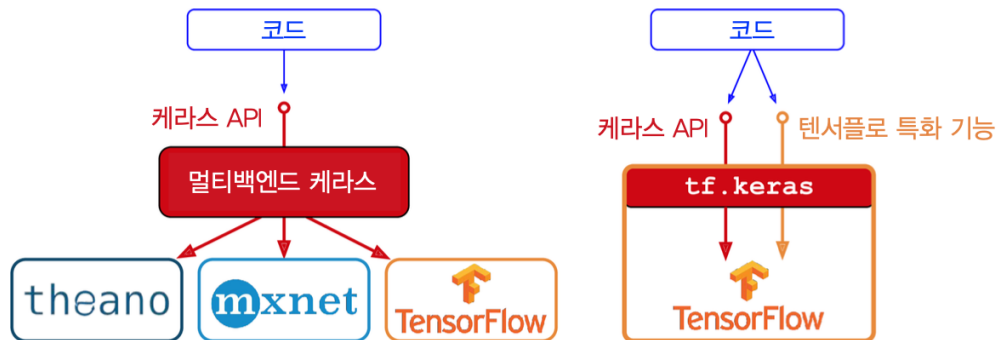 코드
케라스 API
멀티백엔드 케라스
theano
mxnet
TensorFlow
코드
케라스 API
텐서플로 특화 기능
tf.keras
TensorFlow